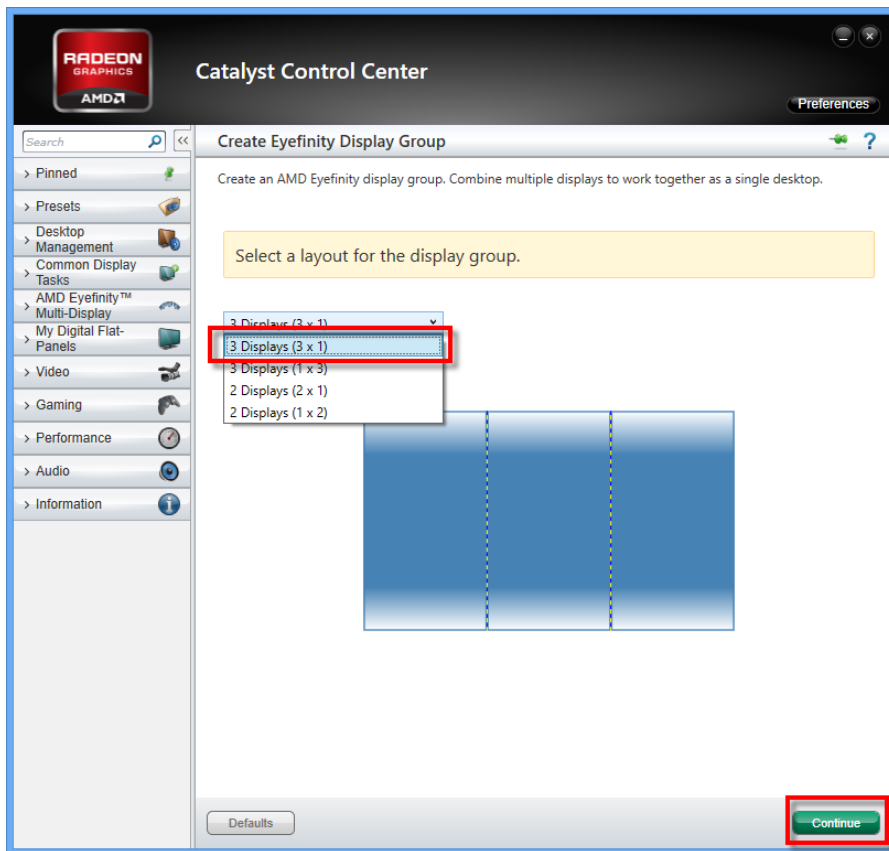 RADEON
GRAPHICS
AMD
Catalyst Control Center
Preferences
Search
<<
Create Eyefinity Display Group
?
> Pinned
> Presets
> Desktop
Management
> Common Display
Tasks
> AMD Eyefinity™
Multi-Display
> My Digital Flat-
Panels
> Video
> Gaming
> Performance
> Audio
> Information
Create an AMD Eyefinity display group. Combine multiple displays to work together as a single desktop.
Select a layout for the display group.
3 Displays (3 x 1)
3 Displays (3 x 1)
3 Displays (1 x 3)
2 Displays (2 x 1)
2 Displays (1 x 2)
Defaults
Continue